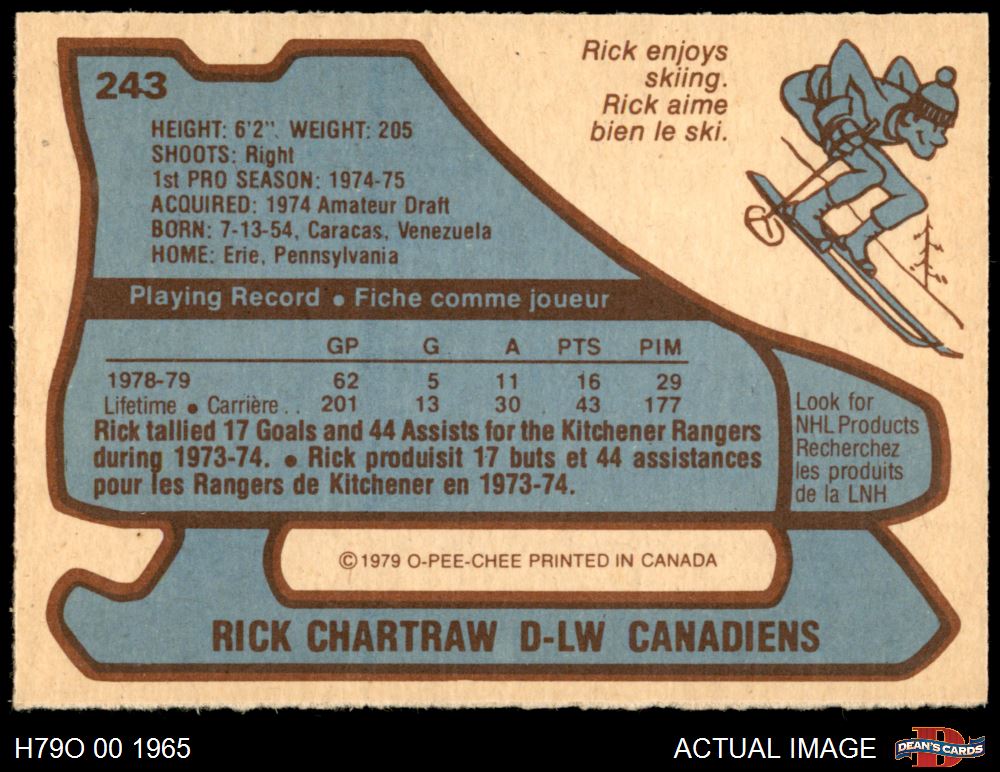 243
Rick enjoys
skiing.
Rick aime
bien le ski.
HEIGHT: 6'2". WEIGHT: 205
SHOOTS: Right
1st PRO SEASON: 1974-75
ACQUIRED: 1974 Amateur Draft
BORN: 7-13-54, Caracas, Venezuela
HOME: Erie, Pennsylvania
Playing Record • Fiche comme joueur
GP G A PTS PIM
1978-79 62 5 11 16 29
Lifetime • Carrière . . 201 13 30 43 177
Rick tallied 17 Goals and 44 Assists for the Kitchener Rangers
during 1973-74. • Rick produisit 17 buts et 44 assistances
pour les Rangers de Kitchener en 1973-74.
Look for
NHL Products
Recherchez
les produits
de la LNH
© 1979 O-PEE-CHEE PRINTED IN CANADA
RICK CHARTRAW D-LW CANADIENS
H79O 00 1965
ACTUAL IMAGE
D
DEAN'S CARDS